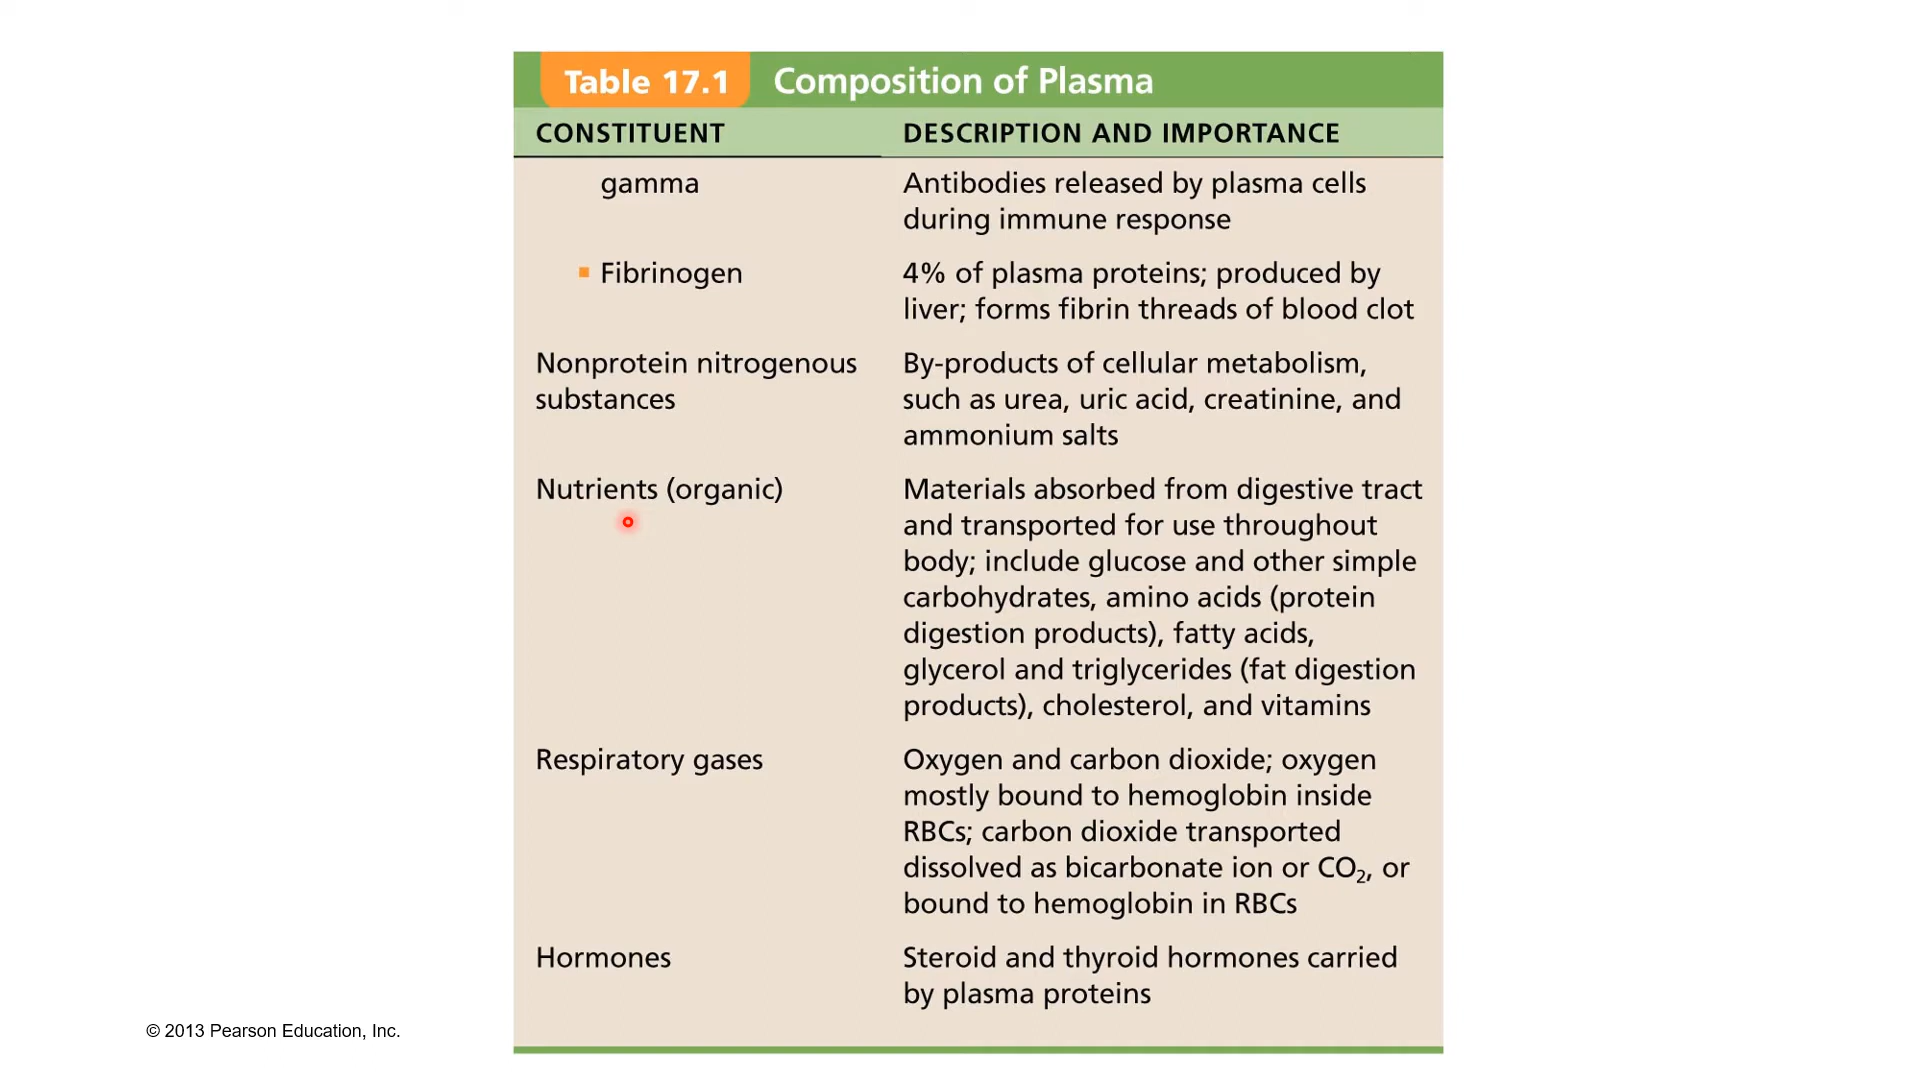 Table 17.1 Composition of Plasma
CONSTITUENT DESCRIPTION AND IMPORTANCE
gamma Antibodies released by plasma cells
during immune response
Fibrinogen 4% of plasma proteins; produced by
liver; forms fibrin threads of blood clot
Nonprotein nitrogenous By-products of cellular metabolism,
substances such as urea, uric acid, creatinine, and
ammonium salts
Nutrients (organic) Materials absorbed from digestive tract
and transported for use throughout
body; include glucose and other simple
carbohydrates, amino acids (protein
digestion products), fatty acids,
glycerol and triglycerides (fat digestion
products), cholesterol, and vitamins
Respiratory gases Oxygen and carbon dioxide; oxygen
mostly bound to hemoglobin inside
RBCs; carbon dioxide transported
dissolved as bicarbonate ion or CO₂, or
bound to hemoglobin in RBCs
Hormones Steroid and thyroid hormones carried
by plasma proteins
© 2013 Pearson Education, Inc.